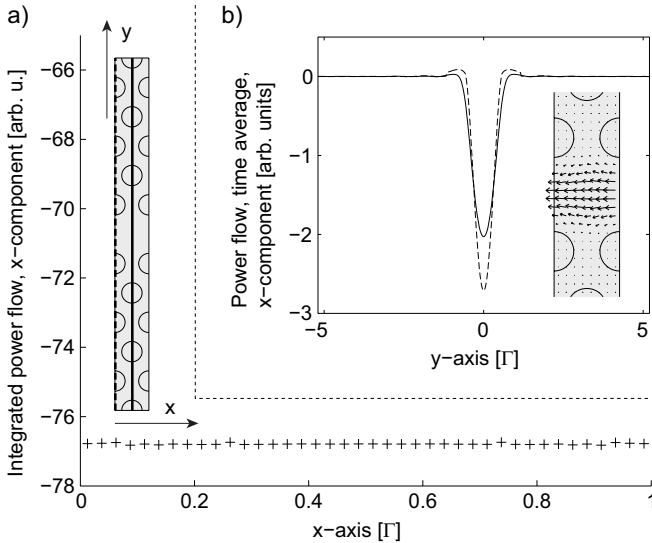 a)
y
x
−66
−68
−70
−72
−74
−76
−78
Integrated power flow, x−component [arb. u.]
0
0.2
0.4
0.6
0.8
1
x−axis [Γ]
b)
Power flow, time average,
x−component [arb. units]
0
−1
−2
−3
−5
0
5
y−axis [Γ]